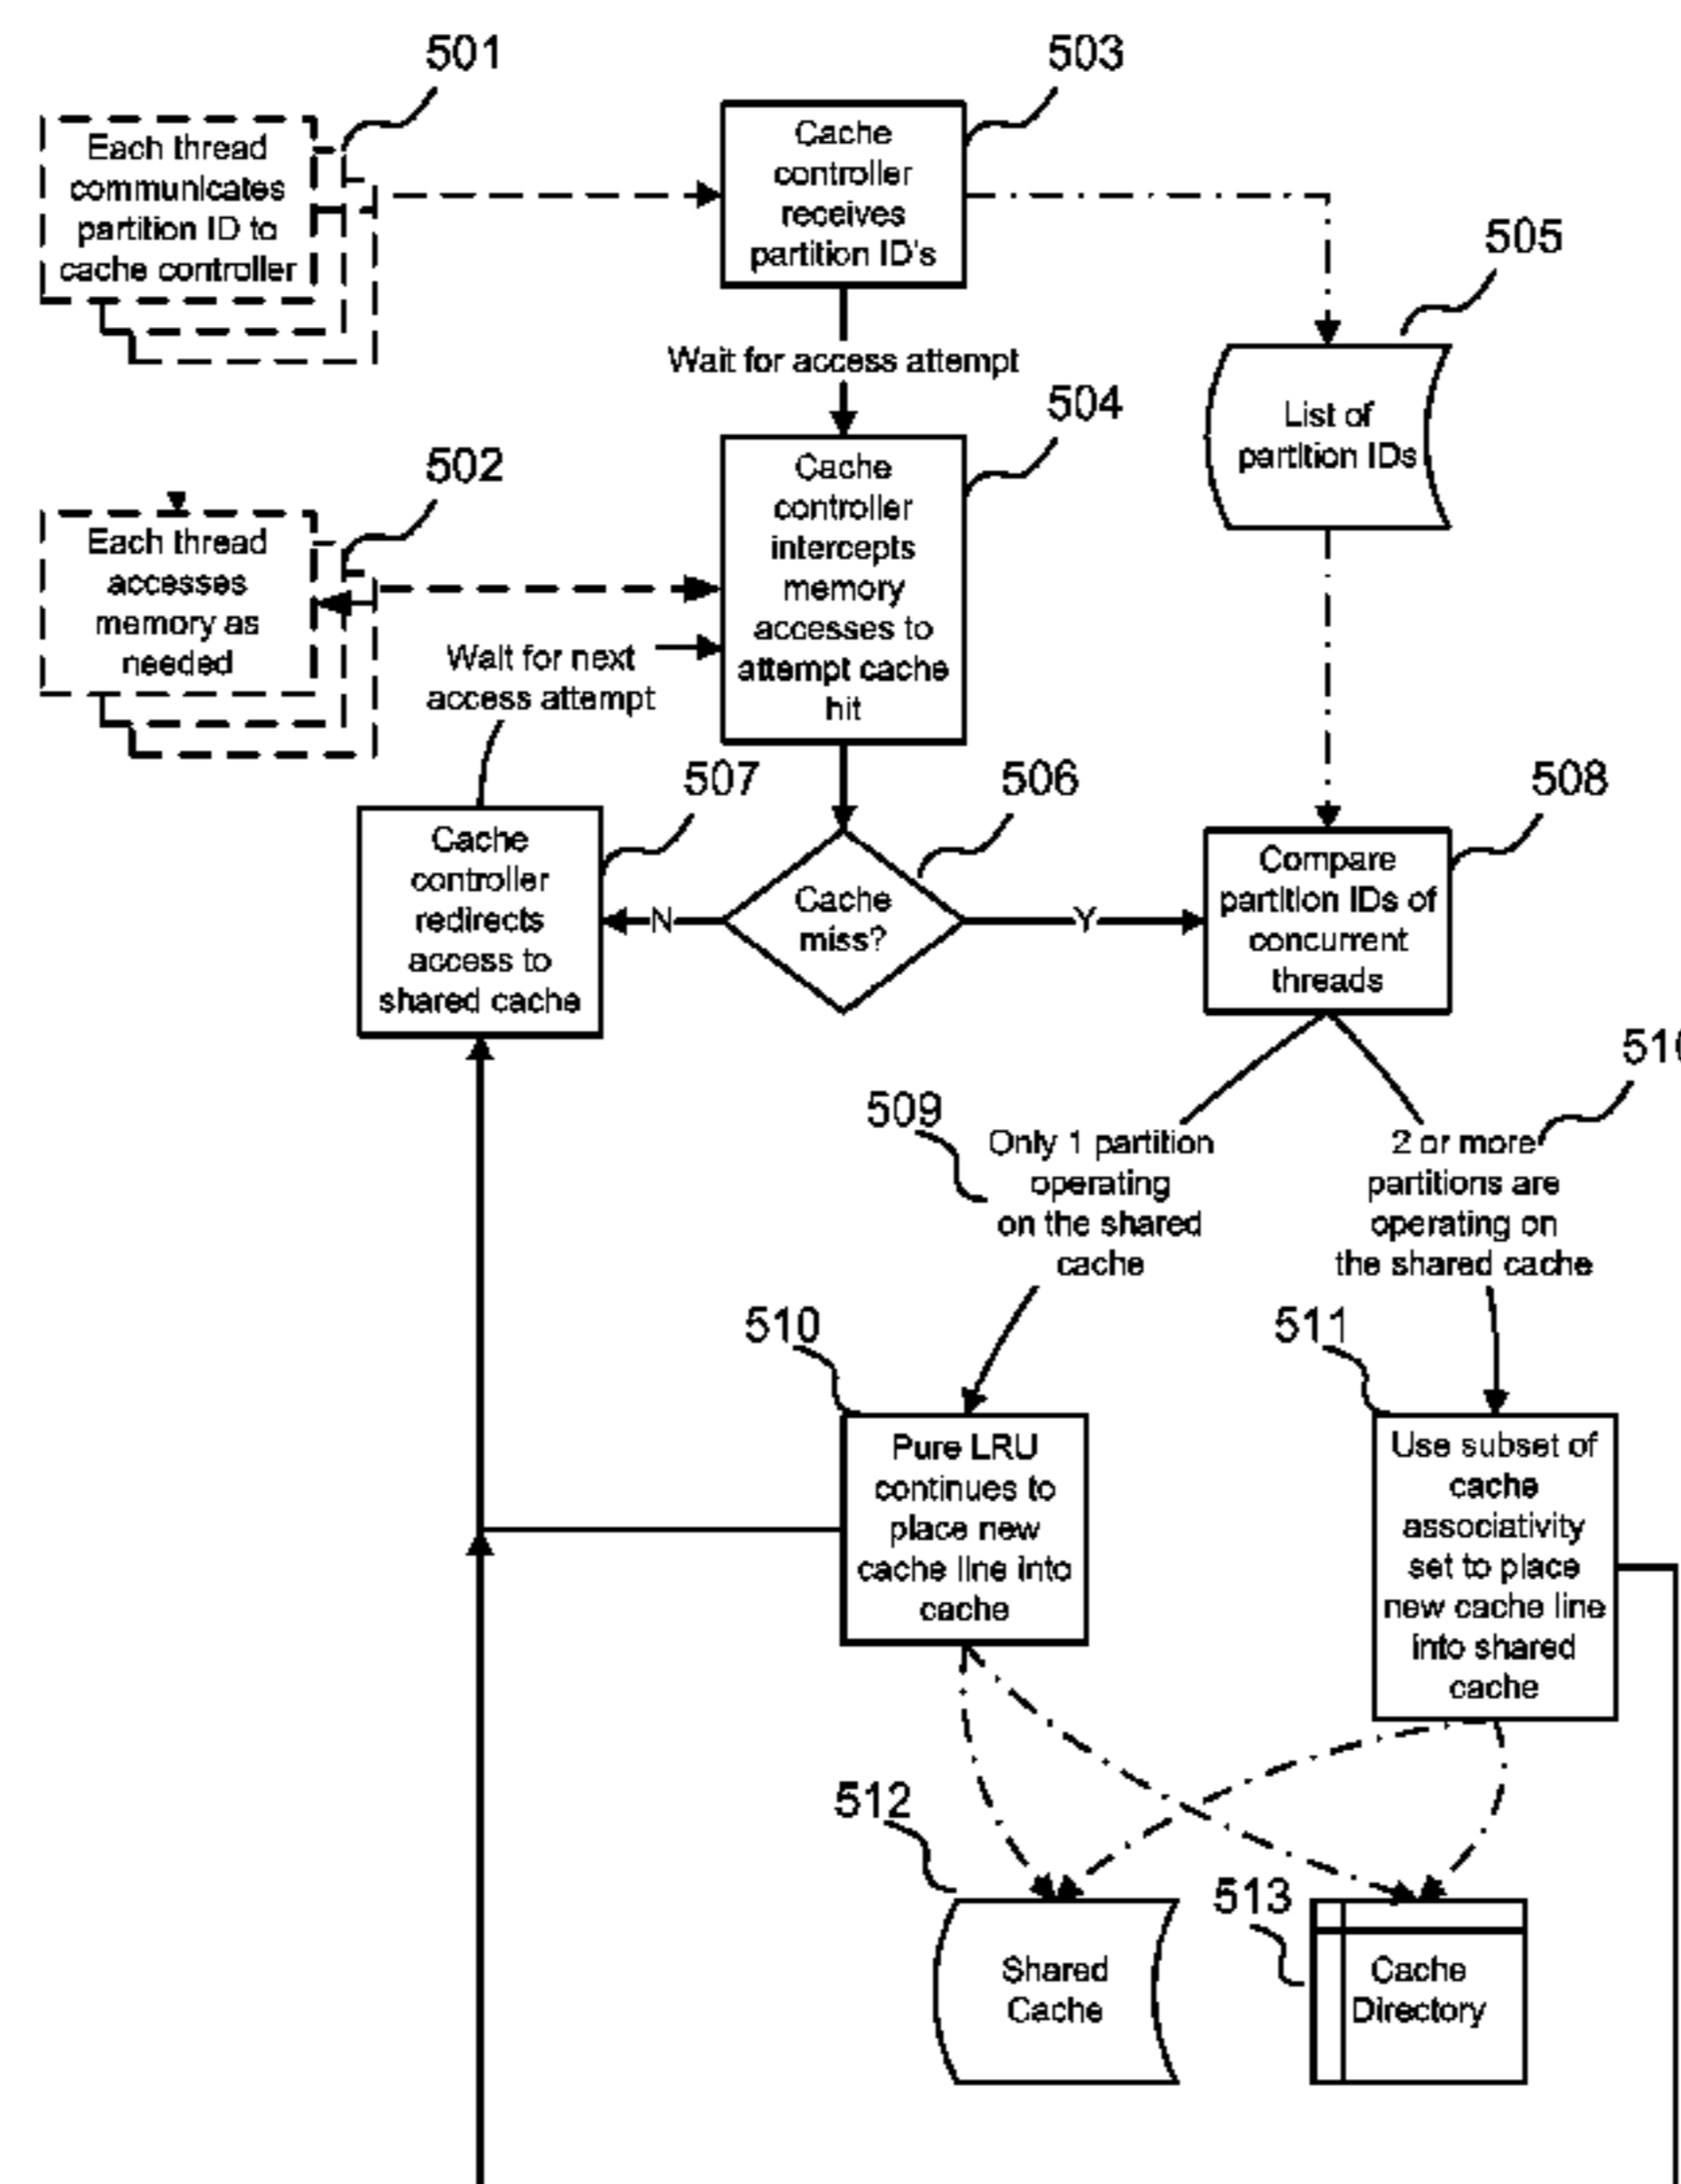 501
Each thread
communicates
partition ID to
cache controller
503
Cache
controller
receives
partition ID's
505
List of
partition IDs
Wait for access attempt
502
Each thread
accesses
memory as
needed
504
Cache
controller
intercepts
memory
accesses to
attempt cache
hit
Wait for next
access attempt
507
Cache
controller
redirects
access to
shared cache
N
506
Cache
miss?
Y
508
Compare
partition IDs of
concurrent
threads
509
Only 1 partition
operating
on the shared
cache
510
2 or more
partitions are
operating on
the shared cache
510
Pure LRU
continues to
place new
cache line into
cache
511
Use subset of
cache
associativity
set to place
new cache line
into shared
cache
512
Shared
Cache
513
Cache
Directory